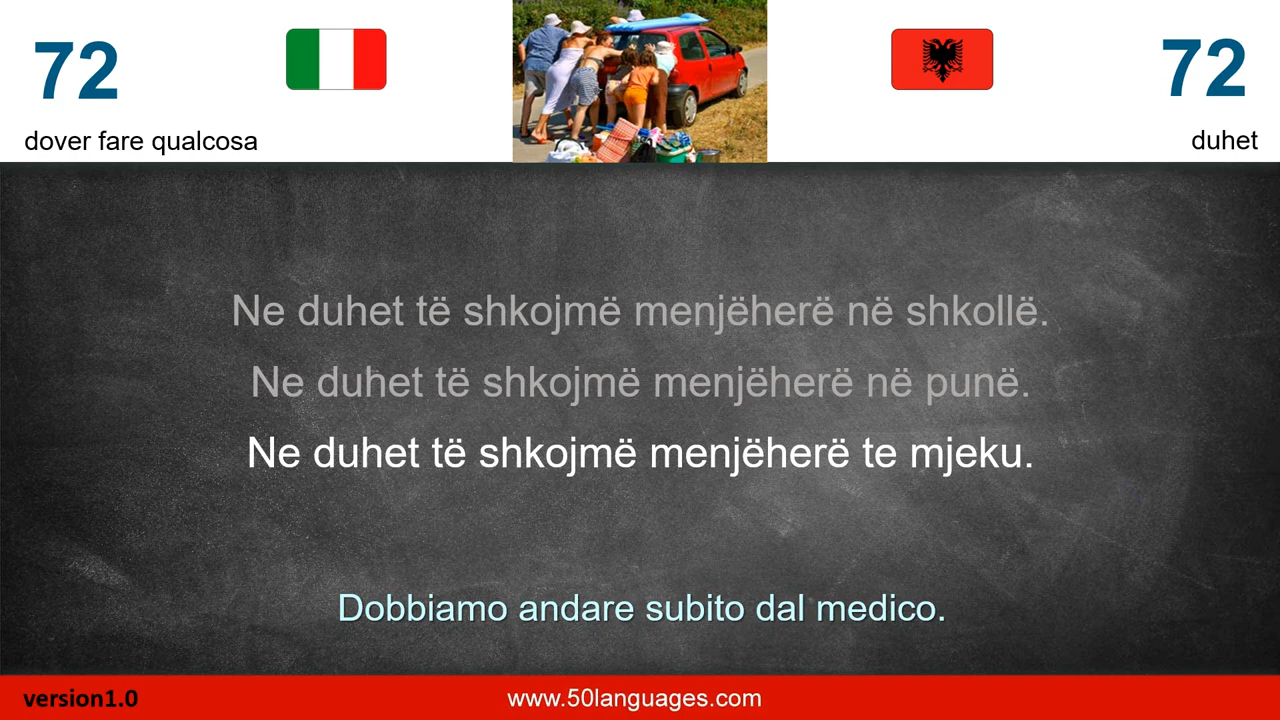 72
72
dover fare qualcosa
duhet
Ne duhet të shkojmë menjëherë në shkollë.
Ne duhet të shkojmë menjëherë në punë.
Ne duhet të shkojmë menjëherë te mjeku.
Dobbiamo andare subito dal medico.
version1.0
www.50languages.com